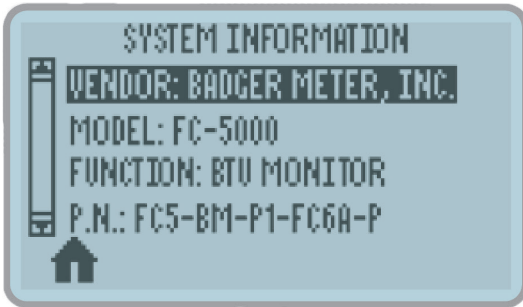 SYSTEM INFORMATION
VENDOR: BADGER METER, INC.
MODEL: FC-5000
FUNCTION: BTU MONITOR
P.N.: FC5-BM-P1-FC6A-P